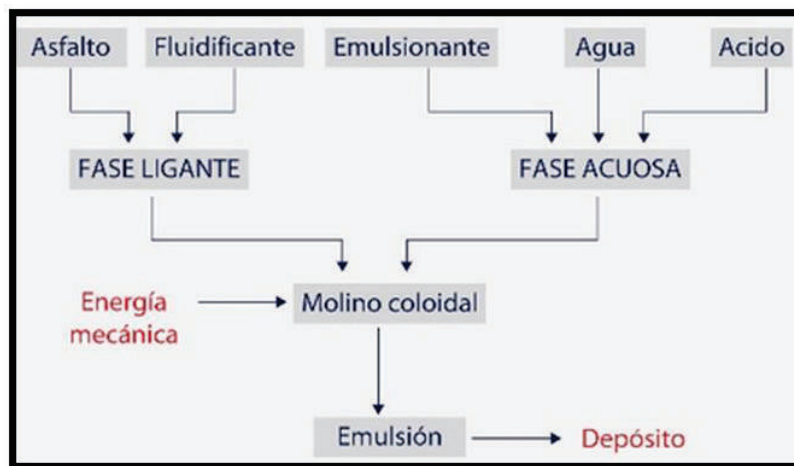 Asfalto
Fluidificante
Emulsionante
Agua
Acido
FASE LIGANTE
FASE ACUOSA
Energía
mecánica
Molino coloidal
Emulsión
Depósito